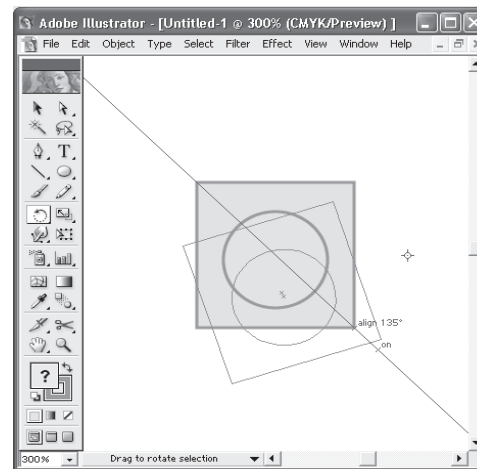 Adobe Illustrator - [Untitled-1 @ 300% (CMYK/Preview) ]
File Edit Object Type Select Filter Effect View Window Help
T
align 135°
on
?
300% Drag to rotate selection